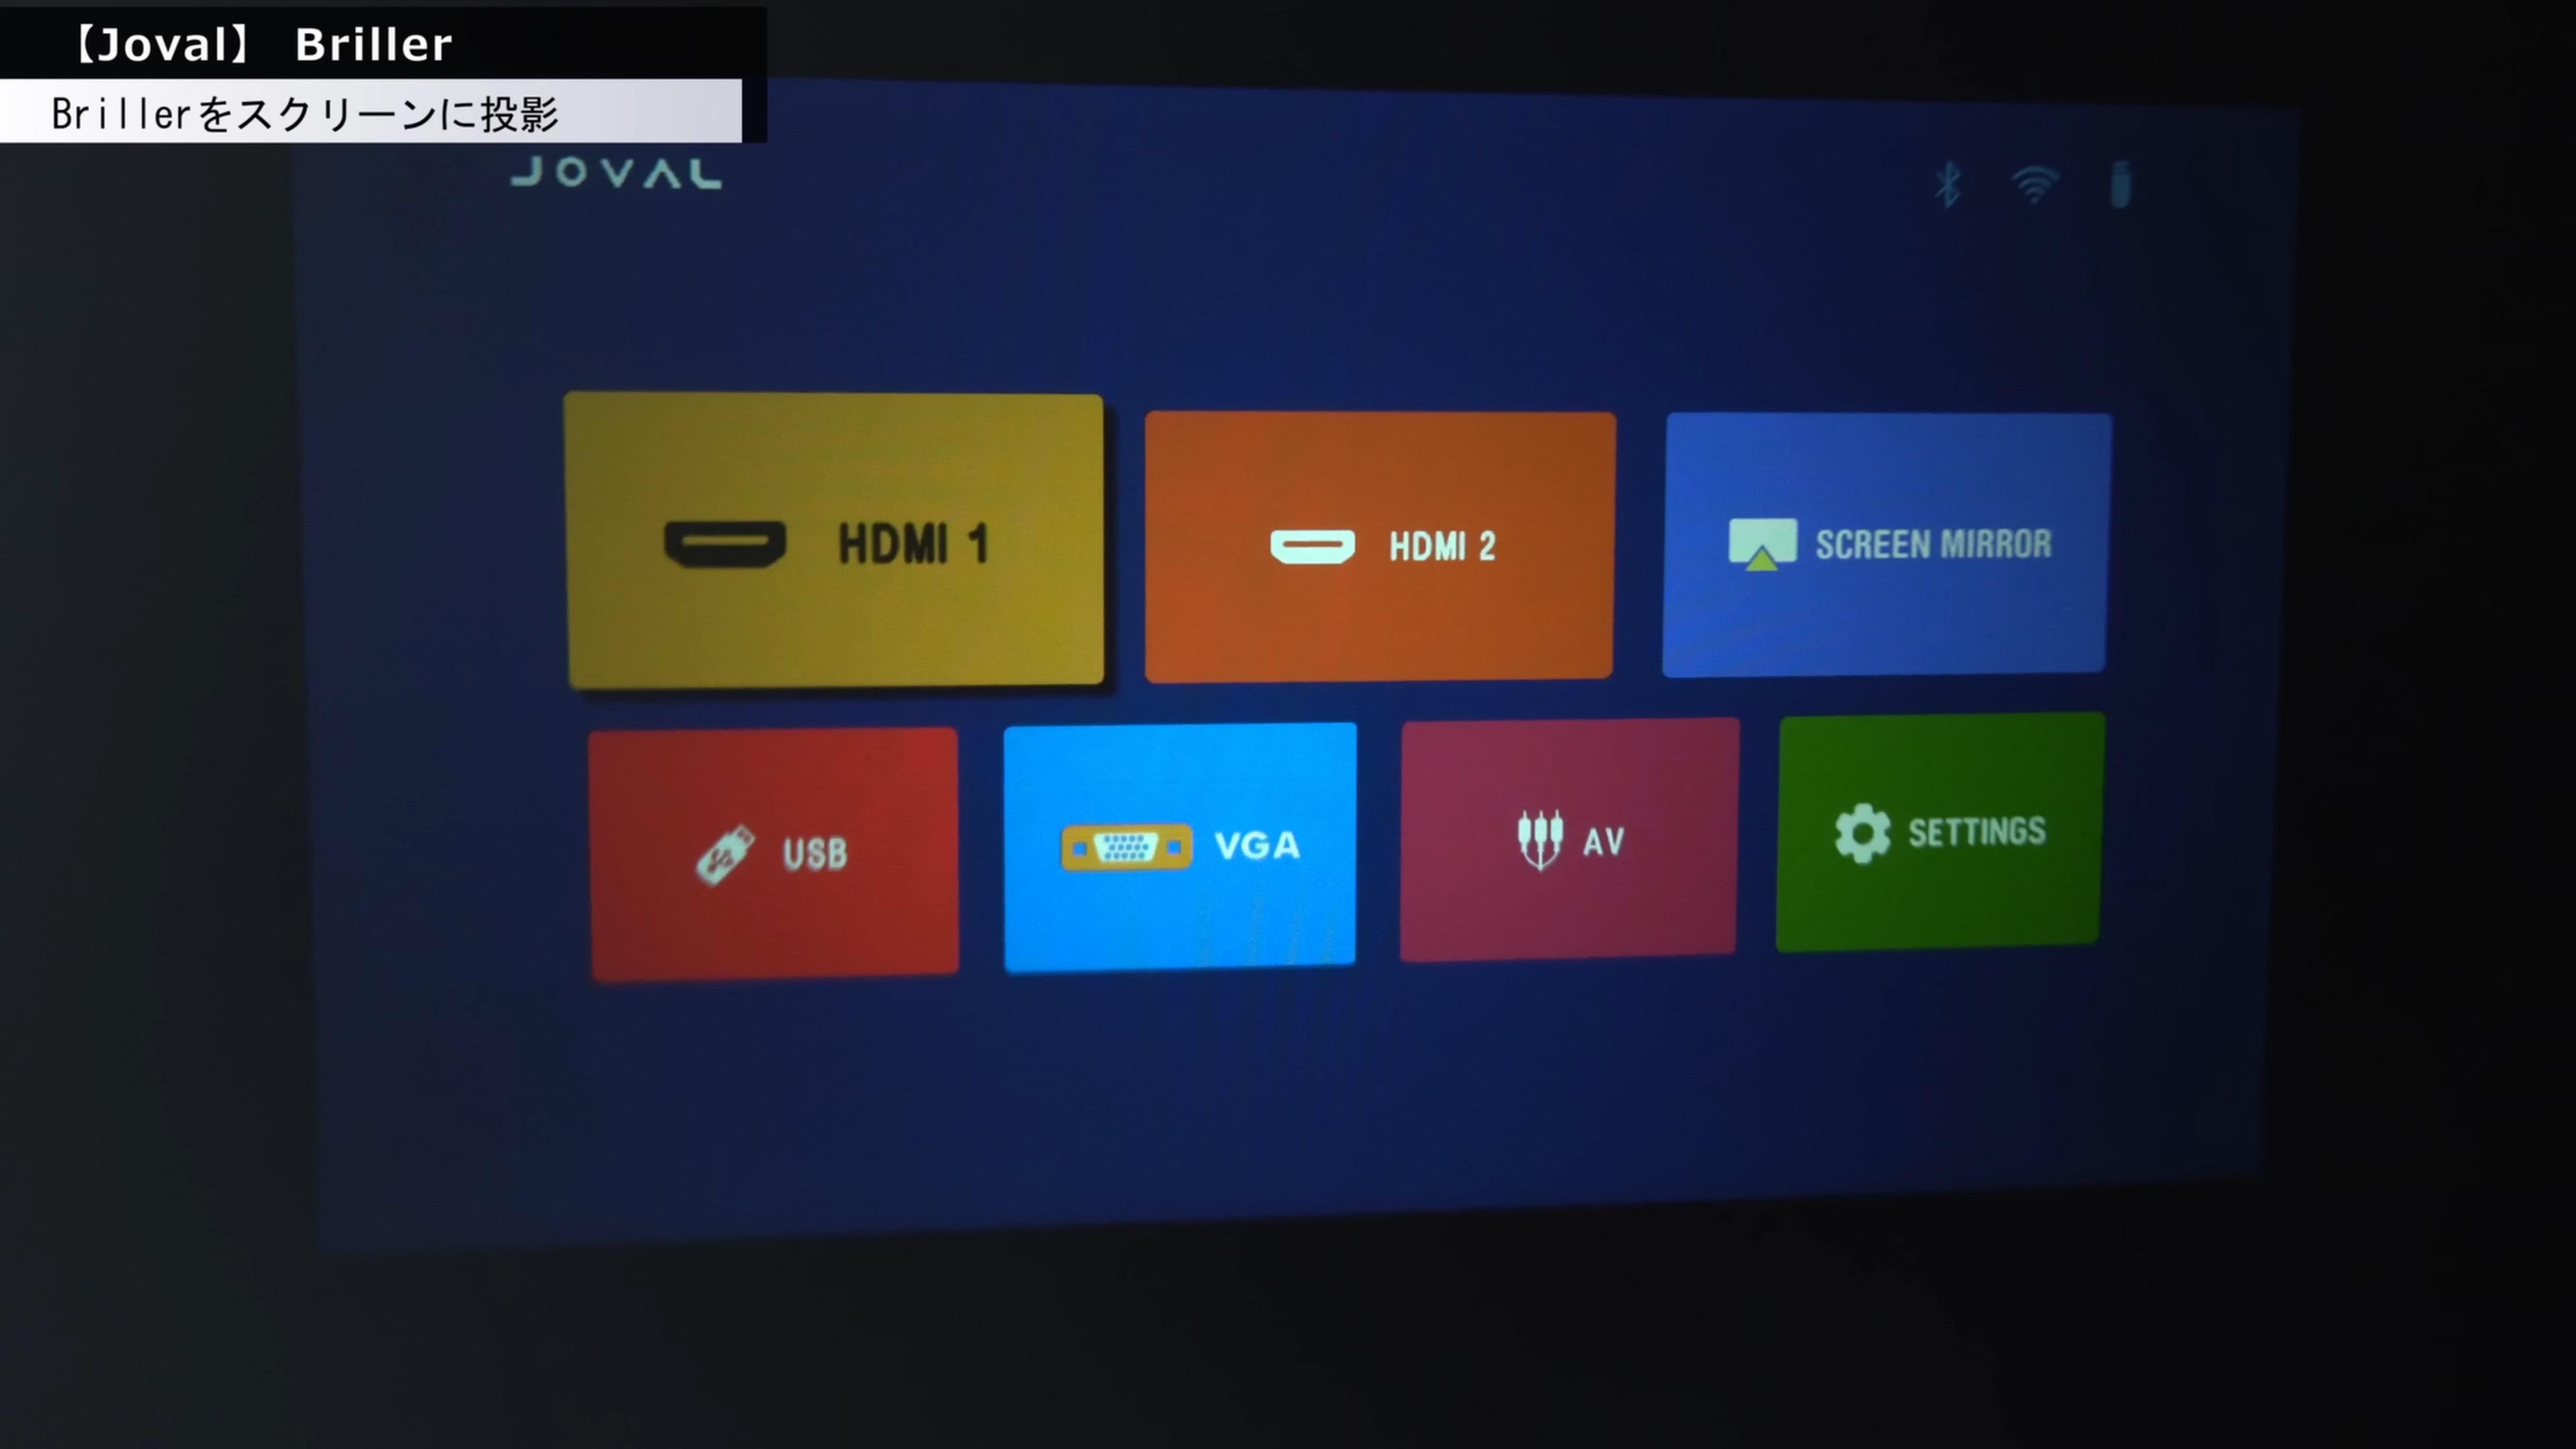 【Joval】 Briller
Brillerをスクリーンに投影
JOVAL
HDMI 1
HDMI 2
SCREEN MIRROR
USB
VGA
AV
SETTINGS